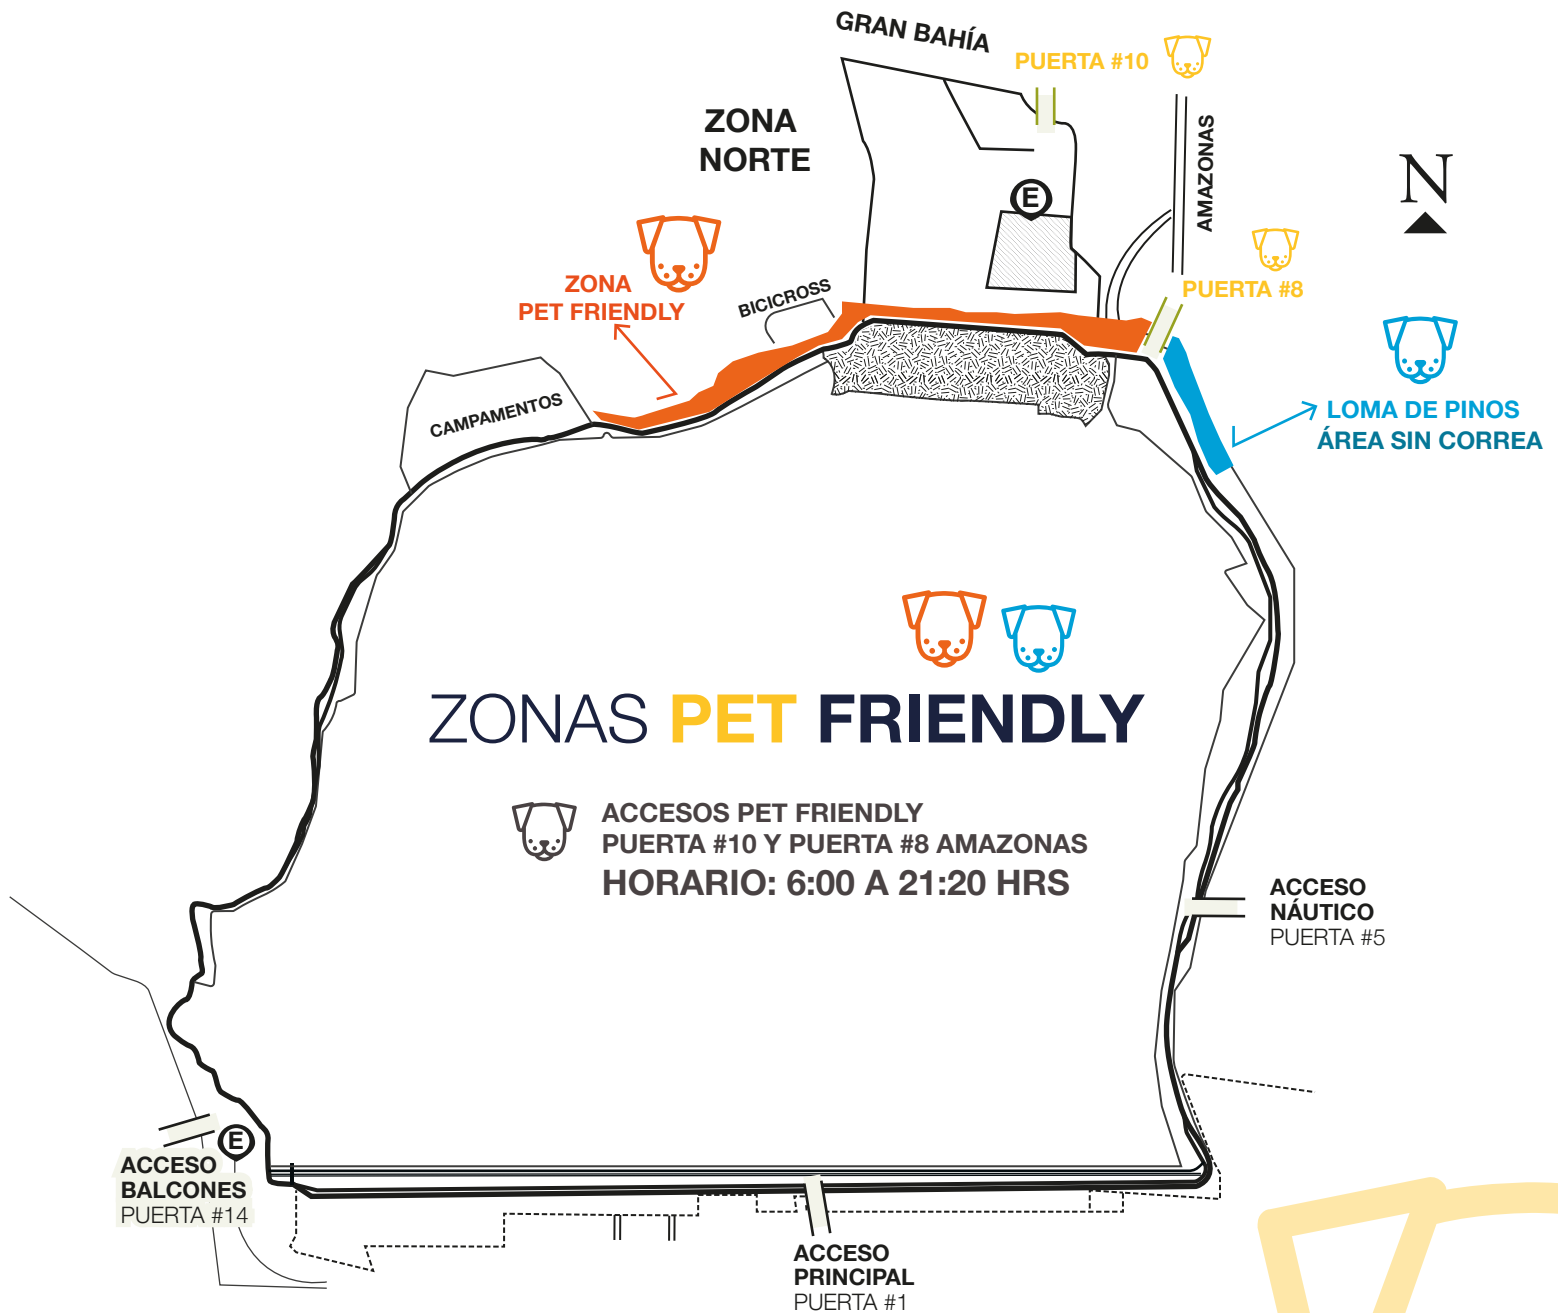 GRAN BAHÍA
PUERTA #10
ZONA
NORTE
AMAZONAS
N
E
ZONA
PET FRIENDLY
BICICROSS
PUERTA #8
CAMPAMENTOS
LOMA DE PINOS
ÁREA SIN CORREA
ZONAS PET FRIENDLY
ACCESOS PET FRIENDLY
PUERTA #10 Y PUERTA #8 AMAZONAS
HORARIO: 6:00 A 21:20 HRS
ACCESO
NÁUTICO
PUERTA #5
E
ACCESO
BALCONES
PUERTA #14
ACCESO
PRINCIPAL
PUERTA #1